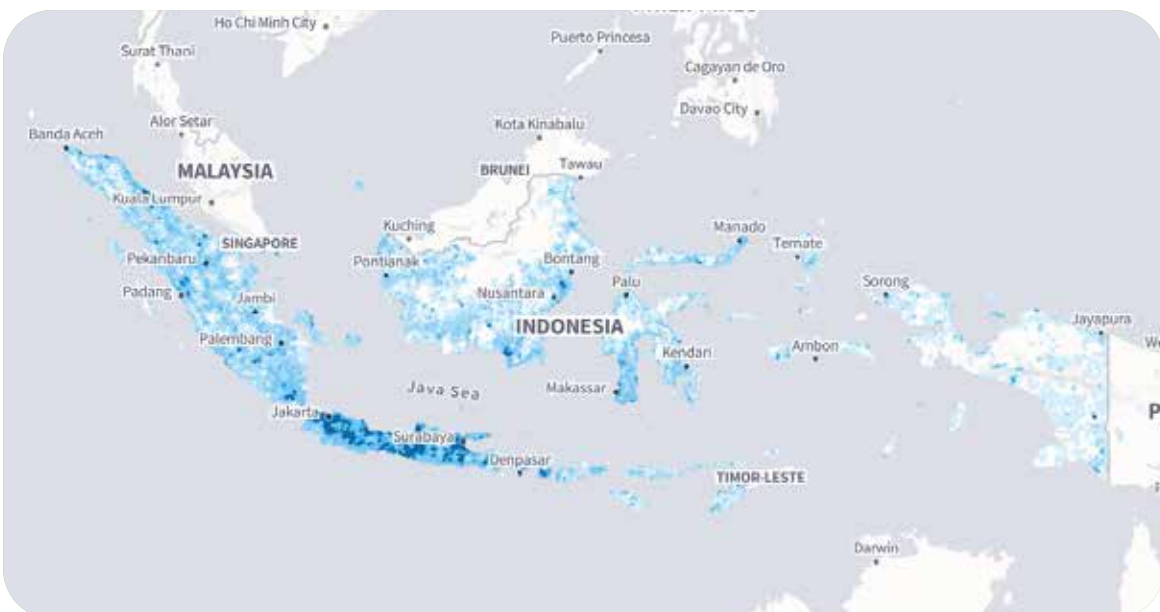 Ho Chi Minh City
Puerto Princesa
Surat Thani
Cagayan de Oro
Davao City
Alor Setar
Kota Kinabalu
Banda Aceh
MALAYSIA
BRUNEI
Tawau
Kuala Lumpur
Kuching
Manado
SINGAPORE
Ternate
Pekanbaru
Pontianak
Bontang
Palu
Sorong
Padang
Jambi
Nusantara
INDONESIA
Jayapura
Palembang
Kendari
Ambon
Java Sea
Makassar
Jakarta
Surabaya
Denpasar
TIMOR-LESTE
Darwin